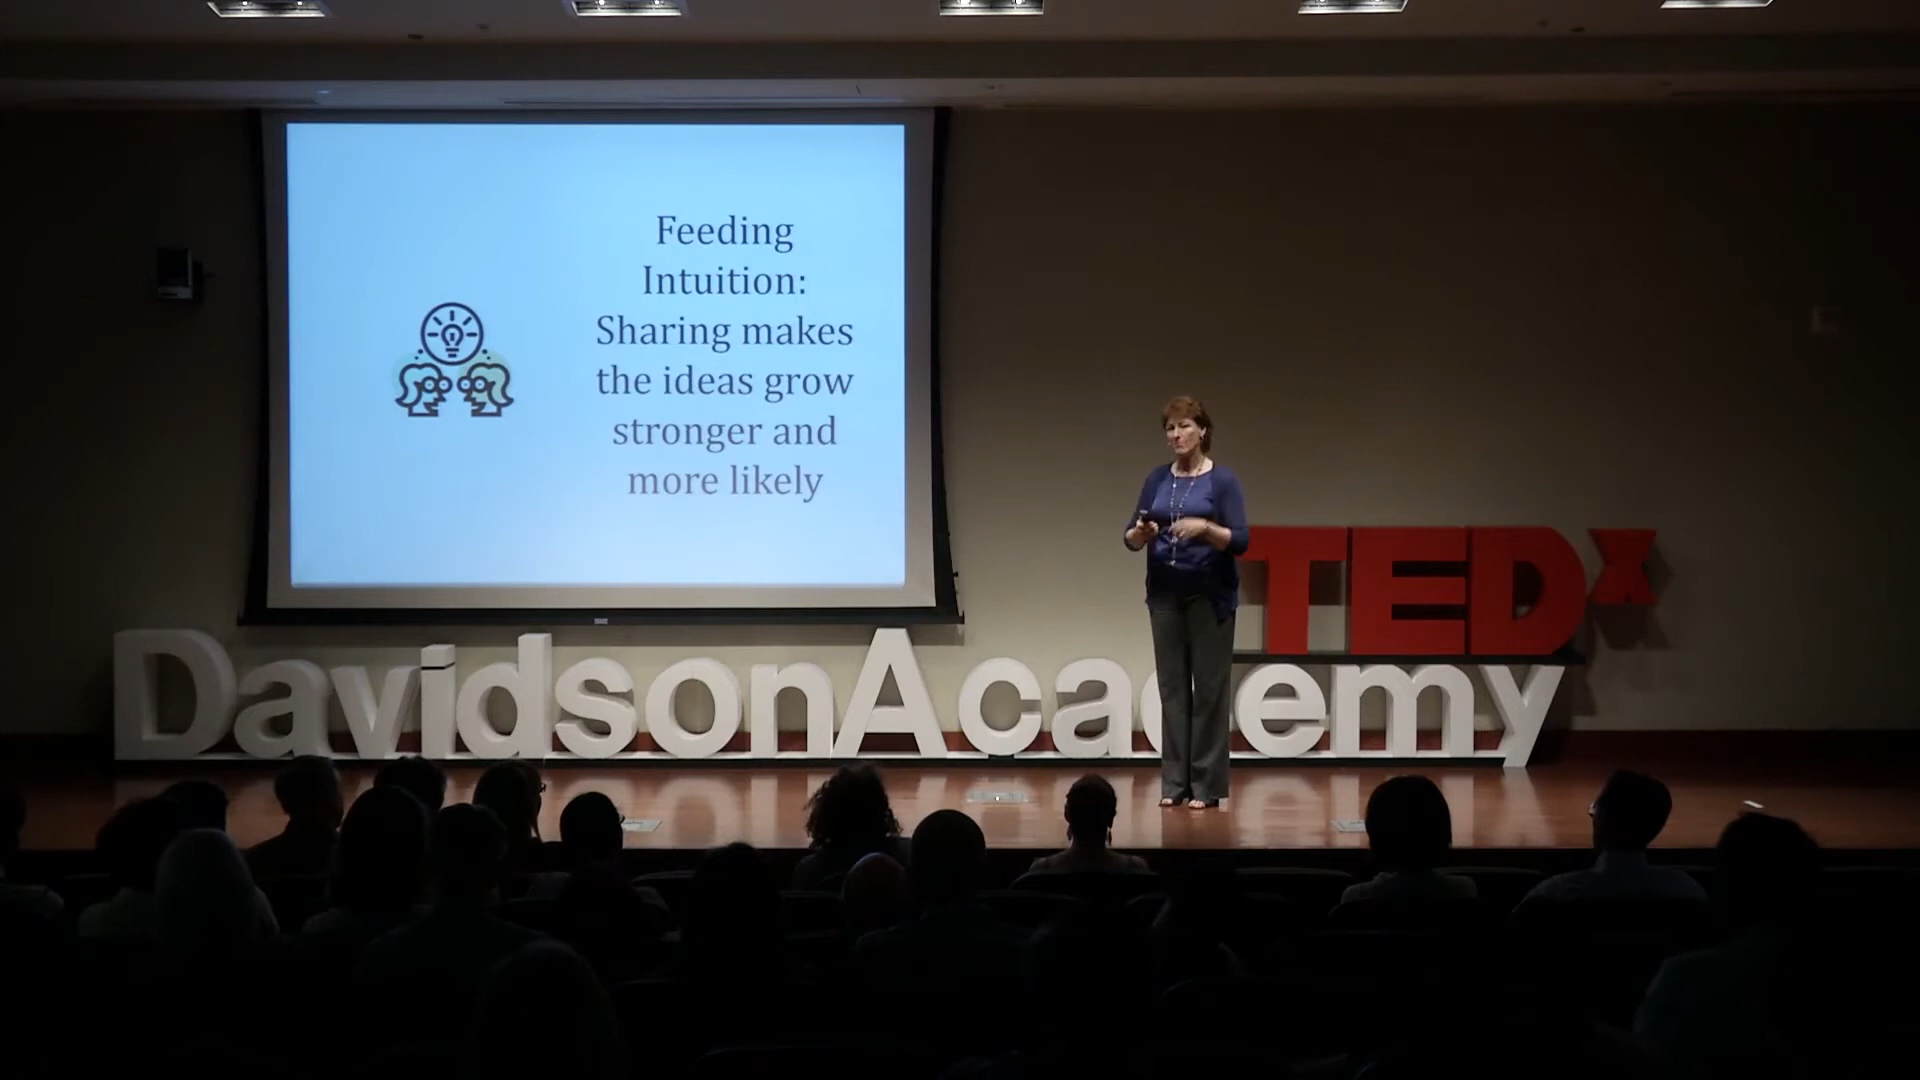 Feeding
Intuition:
Sharing makes
the ideas grow
stronger and
more likely
TEDx
DavidsonAcademy